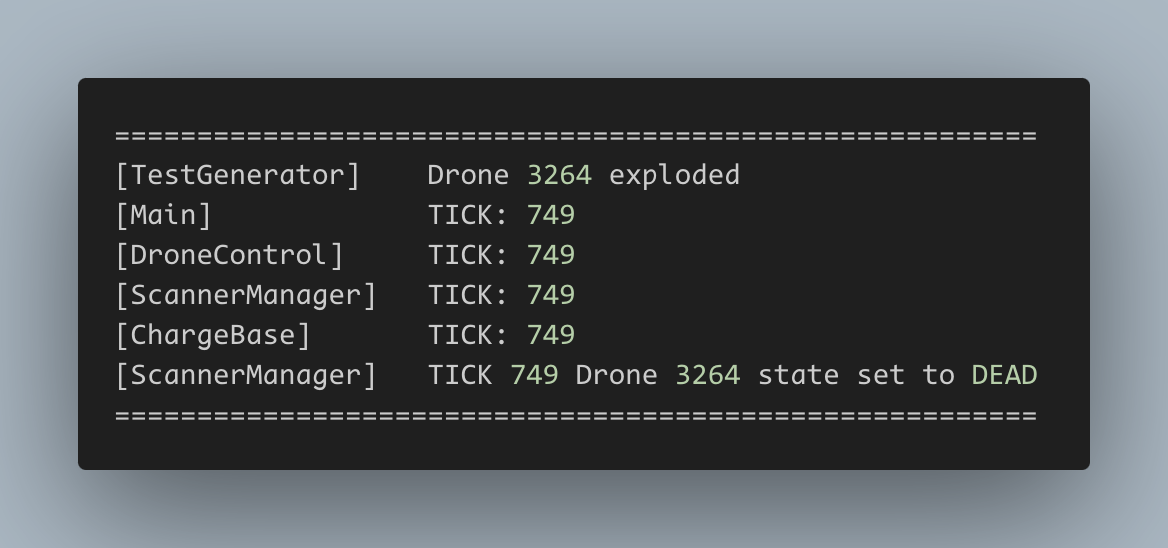 ========================================================
[TestGenerator]    Drone 3264 exploded
[Main]             TICK: 749
[DroneControl]     TICK: 749
[ScannerManager]   TICK: 749
[ChargeBase]       TICK: 749
[ScannerManager]   TICK 749 Drone 3264 state set to DEAD
========================================================